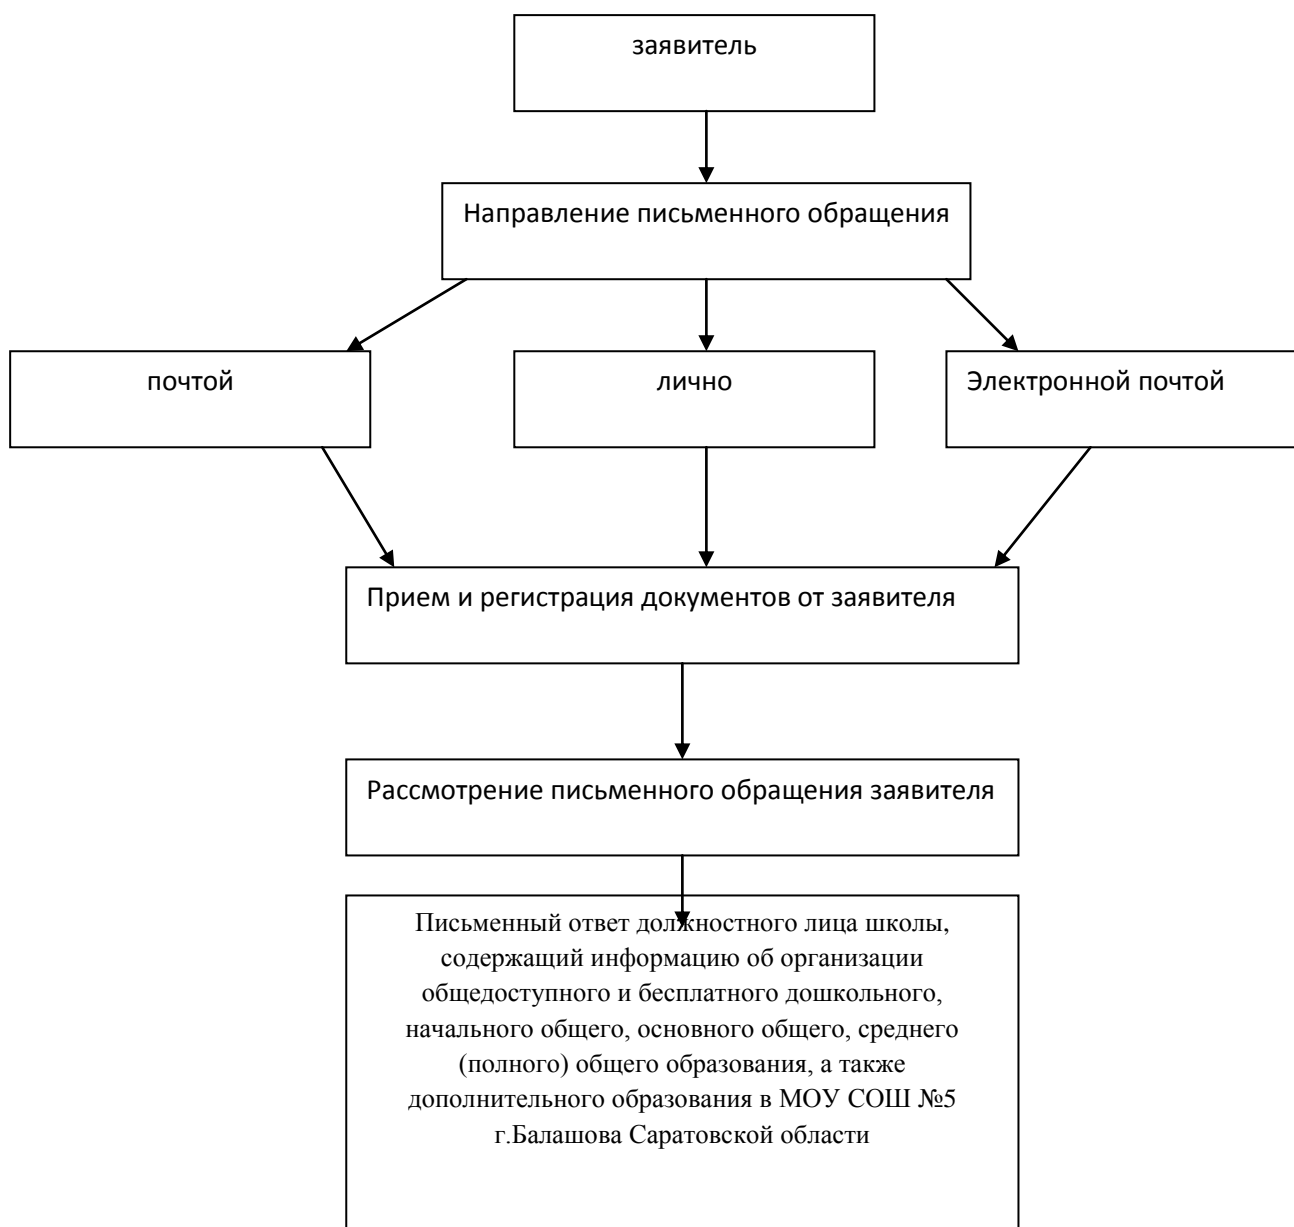 заявитель
Направление письменного обращения
почтой
лично
Электронной почтой
Прием и регистрация документов от заявителя
Рассмотрение письменного обращения заявителя
Письменный ответ должностного лица школы,
содержащий информацию об организации
общедоступного и бесплатного дошкольного,
начального общего, основного общего, среднего
(полного) общего образования, а также
дополнительного образования в МОУ СОШ №5
г.Балашова Саратовской области